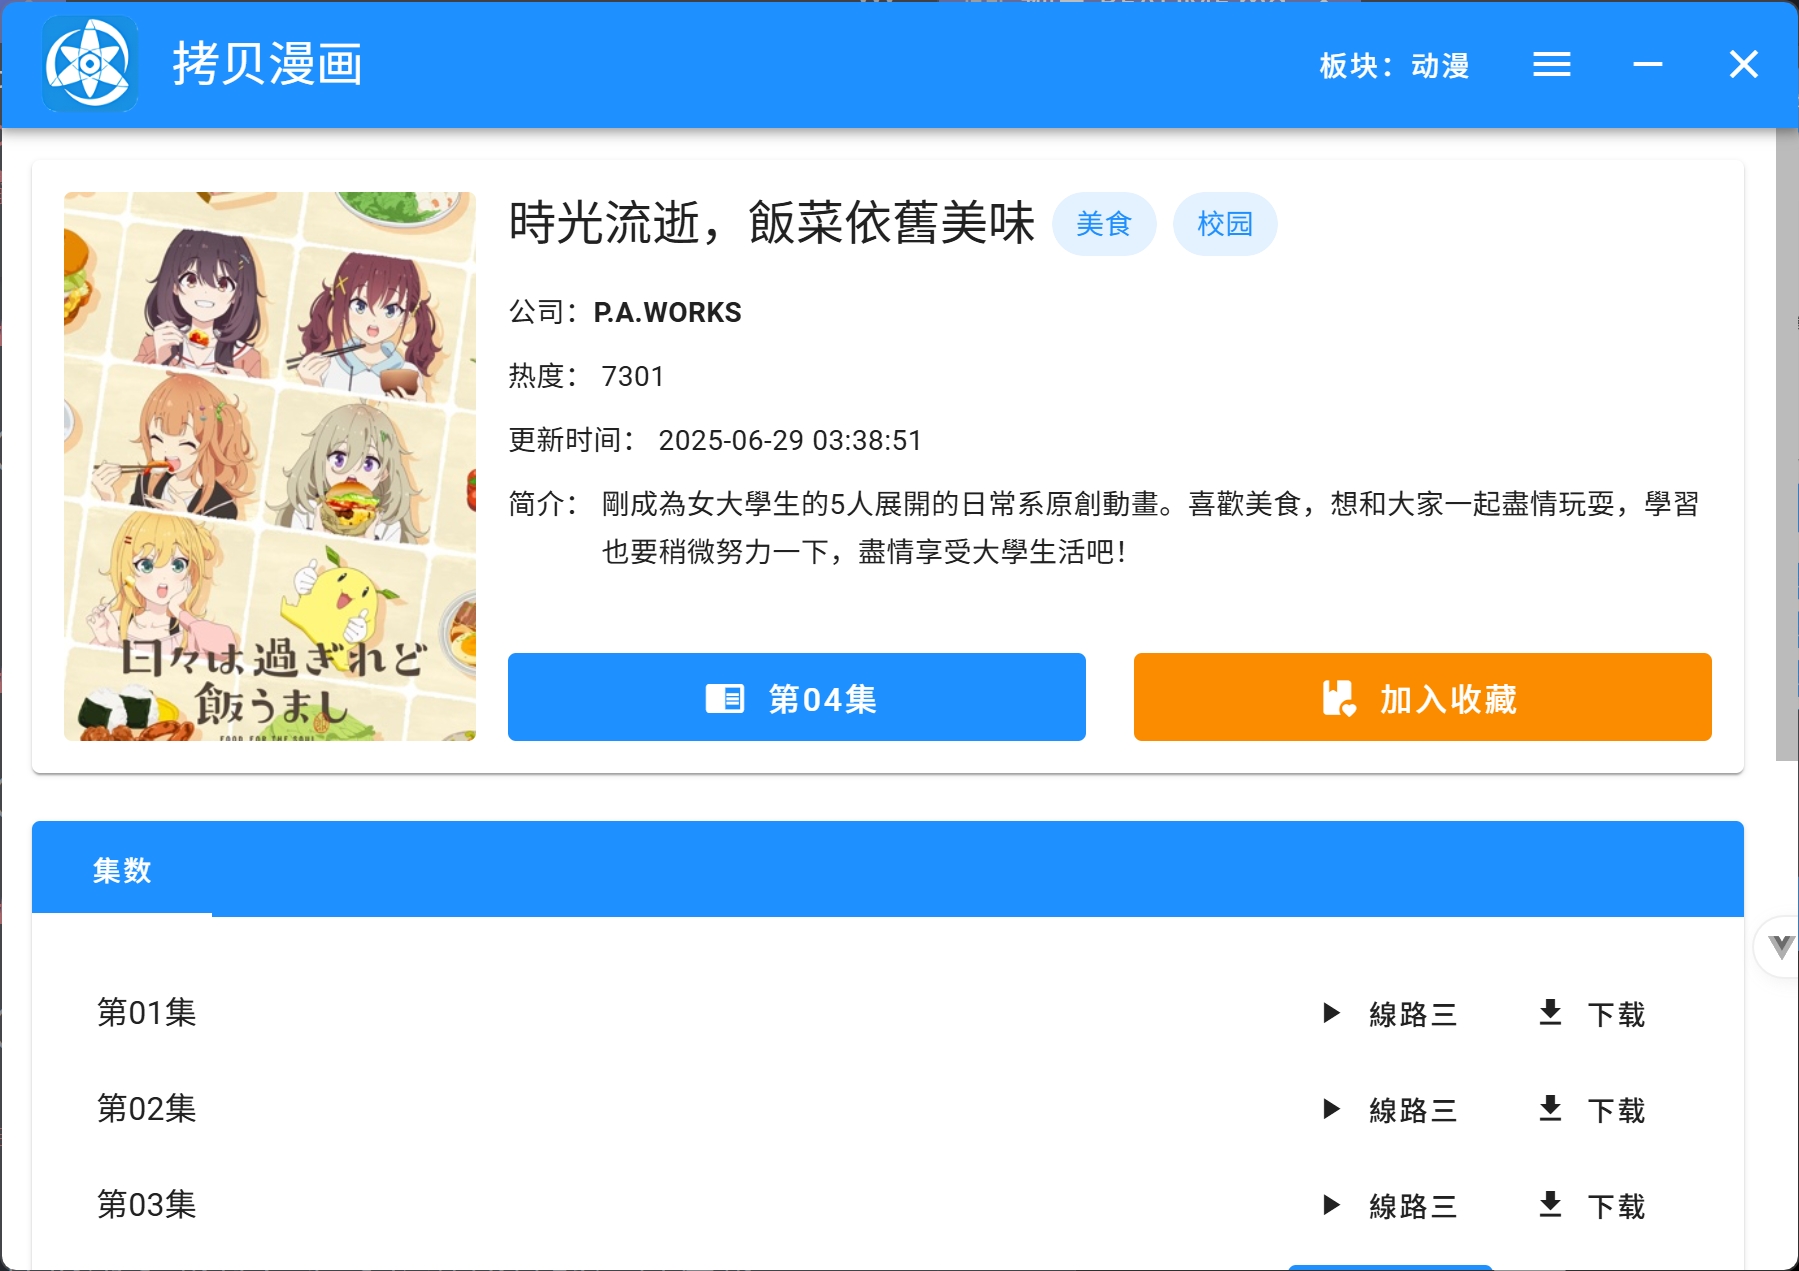 拷贝漫画
板块：动漫
時光流逝，飯菜依舊美味
美食
校园
公司：P.A.WORKS
热度： 7301
更新时间： 2025-06-29 03:38:51
简介： 剛成為女大學生的5人展開的日常系原創動畫。喜歡美食，想和大家一起盡情玩耍，學習
也要稍微努力一下，盡情享受大學生活吧！
日々は過ぎれど
飯うまし
FOOD FOR THE SOUL
第04集
加入收藏
集数
第01集
線路三
下载
第02集
線路三
下载
第03集
線路三
下载